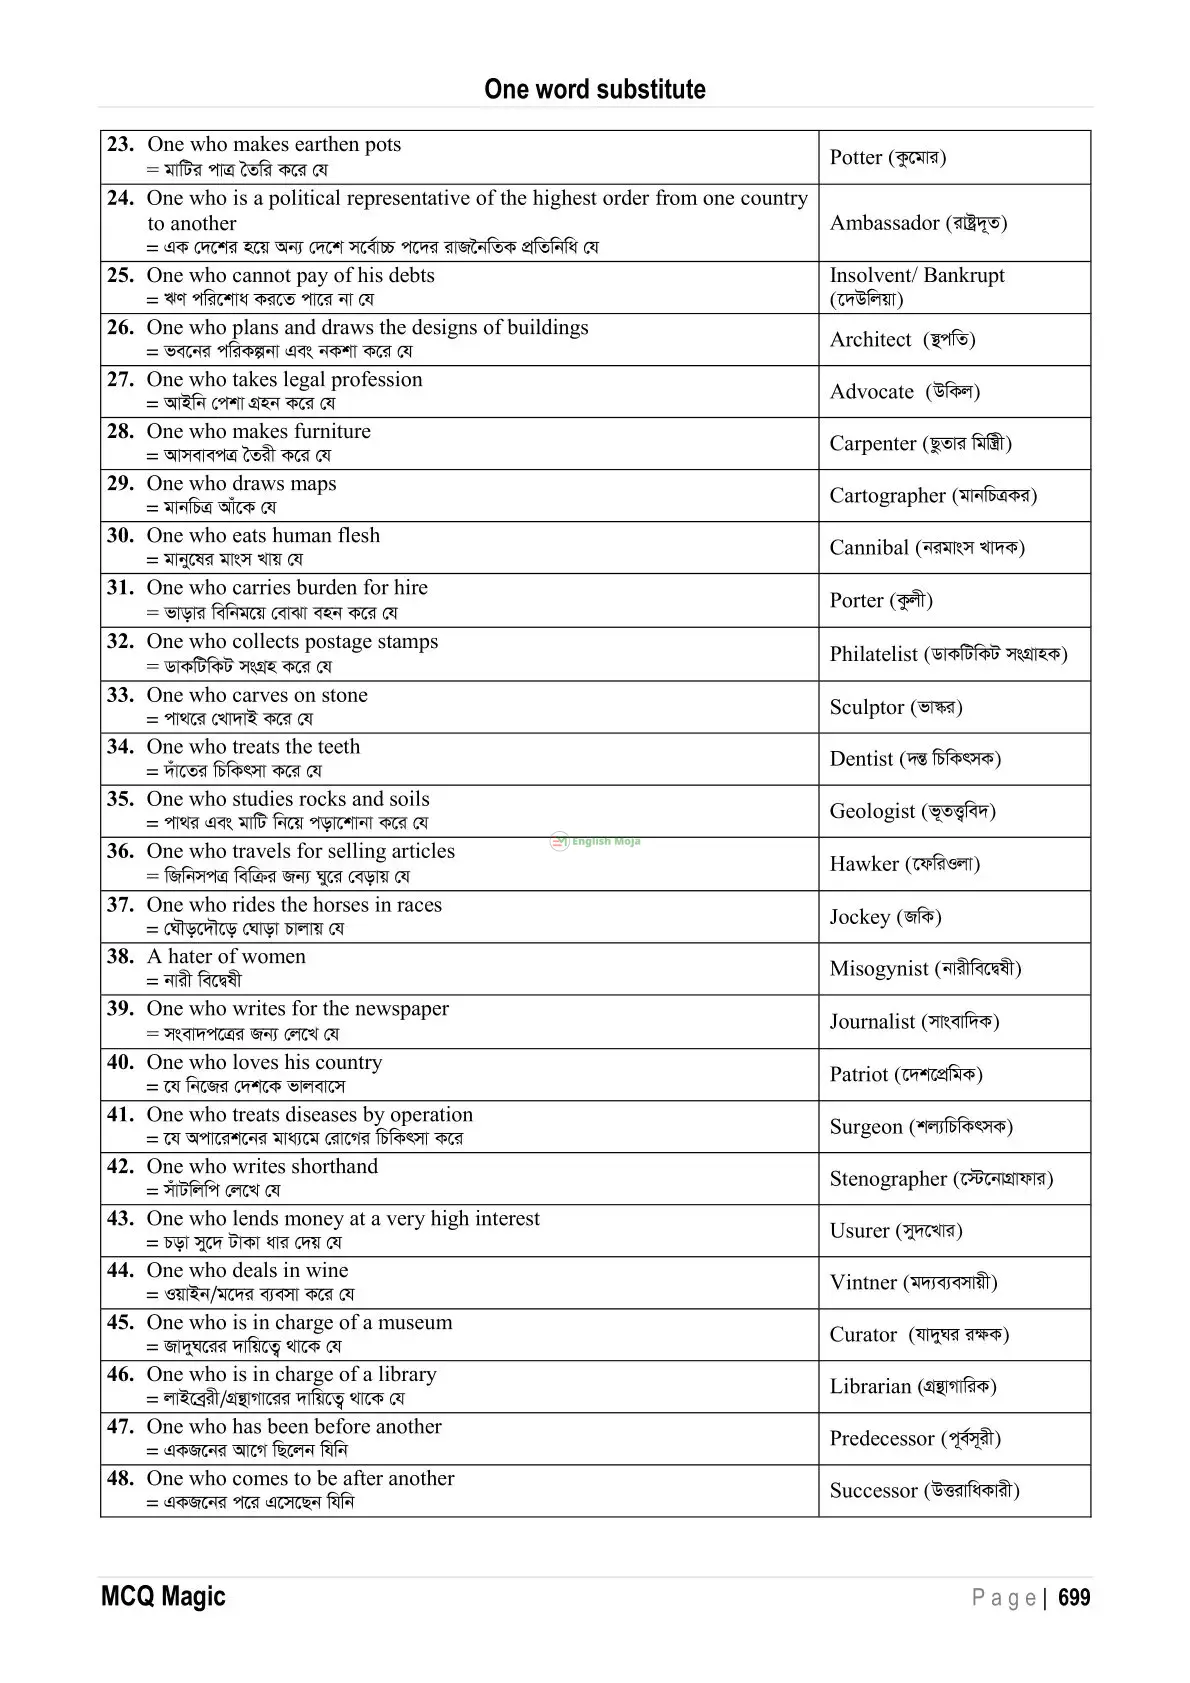 One word substitute
23. One who makes earthen pots
= মাটির পাত্র তৈরি করে যে
Potter (কুমোর)
24. One who is a political representative of the highest order from one country
to another
= এক দেশের হয়ে অন্য দেশে সর্বোচ্চ পদের রাজনৈতিক প্রতিনিধি যে
Ambassador (রাষ্ট্রদূত)
25. One who cannot pay of his debts
= ঋণ পরিশোধ করতে পারে না যে
Insolvent/ Bankrupt
(দেউলিয়া)
26. One who plans and draws the designs of buildings
= ভবনের পরিকল্পনা এবং নকশা করে যে
Architect (স্থপতি)
27. One who takes legal profession
= আইনি পেশা গ্রহন করে যে
Advocate (উকিল)
28. One who makes furniture
= আসবাবপত্র তৈরী করে যে
Carpenter (ছুতার মিস্ত্রী)
29. One who draws maps
= মানচিত্র আঁকে যে
Cartographer (মানচিত্রকর)
30. One who eats human flesh
= মানুষের মাংস খায় যে
Cannibal (নরমাংস খাদক)
31. One who carries burden for hire
= ভাড়ার বিনিময়ে বোঝা বহন করে যে
Porter (কুলী)
32. One who collects postage stamps
= ডাকটিকিট সংগ্রহ করে যে
Philatelist (ডাকটিকিট সংগ্রাহক)
33. One who carves on stone
= পাথরে খোদাই করে যে
Sculptor (ভাস্কর)
34. One who treats the teeth
= দাঁতের চিকিৎসা করে যে
Dentist (দন্ত চিকিৎসক)
35. One who studies rocks and soils
= পাথর এবং মাটি নিয়ে পড়াশোনা করে যে
Geologist (ভূতত্ত্ববিদ)
English Moja
36. One who travels for selling articles
= জিনিসপত্র বিক্রির জন্য ঘুরে বেড়ায় যে
Hawker (ফেরিওলা)
37. One who rides the horses in races
= ঘৌড়দৌড়ে ঘোড়া চালায় যে
Jockey (জকি)
38. A hater of women
= নারী বিদ্বেষী
Misogynist (নারীবিদ্বেষী)
39. One who writes for the newspaper
= সংবাদপত্রের জন্য লেখে যে
Journalist (সাংবাদিক)
40. One who loves his country
= যে নিজের দেশকে ভালবাসে
Patriot (দেশপ্রেমিক)
41. One who treats diseases by operation
= যে অপারেশনের মাধ্যমে রোগের চিকিৎসা করে
Surgeon (শল্যচিকিৎসক)
42. One who writes shorthand
= সাঁটলিপি লেখে যে
Stenographer (স্টেনোগ্রাফার)
43. One who lends money at a very high interest
= চড়া সুদে টাকা ধার দেয় যে
Usurer (সুদখোর)
44. One who deals in wine
= ওয়াইন/মদের ব্যবসা করে যে
Vintner (মদ্যব্যবসায়ী)
45. One who is in charge of a museum
= জাদুঘরের দায়িত্বে থাকে যে
Curator (যাদুঘর রক্ষক)
46. One who is in charge of a library
= লাইব্রেরী/গ্রন্থাগারের দায়িত্বে থাকে যে
Librarian (গ্রন্থাগারিক)
47. One who has been before another
= একজনের আগে ছিলেন যিনি
Predecessor (পূর্বসূরী)
48. One who comes to be after another
= একজনের পরে এসেছেন যিনি
Successor (উত্তরাধিকারী)
MCQ Magic
Page| 699